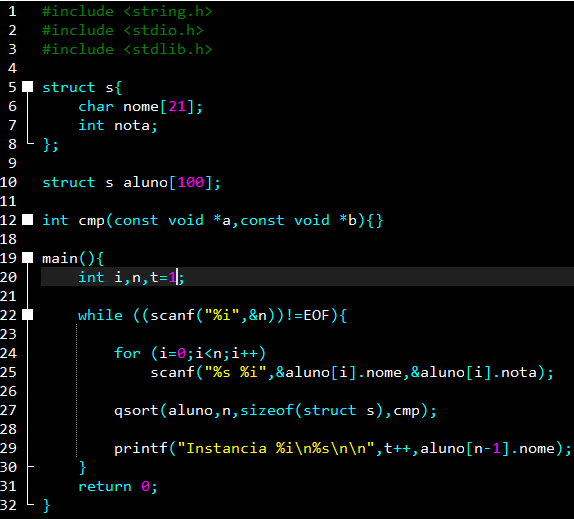 1 #include <string.h>
2 #include <stdio.h>
3 #include <stdlib.h>
4
5 struct s{
6 char nome[21];
7 int nota;
8 };
9
10 struct s aluno[100];
11
12 int cmp(const void *a,const void *b){}
18
19 main(){
20 int i,n,t=1;
21
22 while ((scanf("%i",&n))!=EOF){
23
24 for (i=0;i<n;i++)
25 scanf("%s %i",&aluno[i].nome,&aluno[i].nota);
26
27 qsort(aluno,n,sizeof(struct s),cmp);
28
29 printf("Instancia %i\n%s\n\n",t++,aluno[n-1].nome);
30 }
31 return 0;
32 }